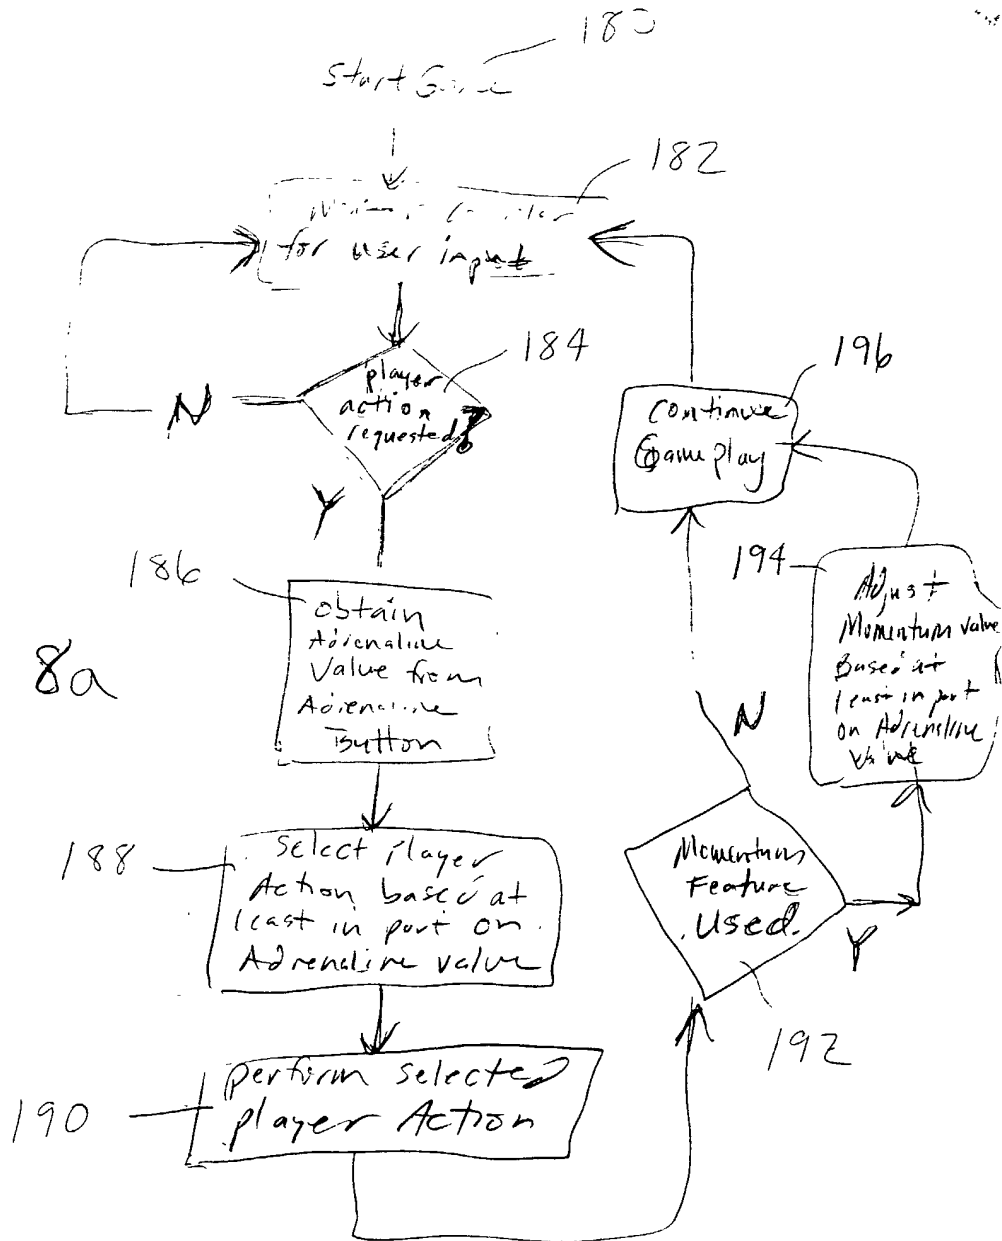 180
Start Game
182
for user input
184
player
action
requested?
N
Y
186
obtain
Adrenaline
Value from
Adrenaline
Button
8a
188
Select Player
Action based at
least in part on
Adrenaline value
190
perform selected
player Action
192
Momentum
Feature
Used.
N
Y
194
Adjust
Momentum value
Based at
least in part
on Adrenaline
Value
196
Continue
Game play